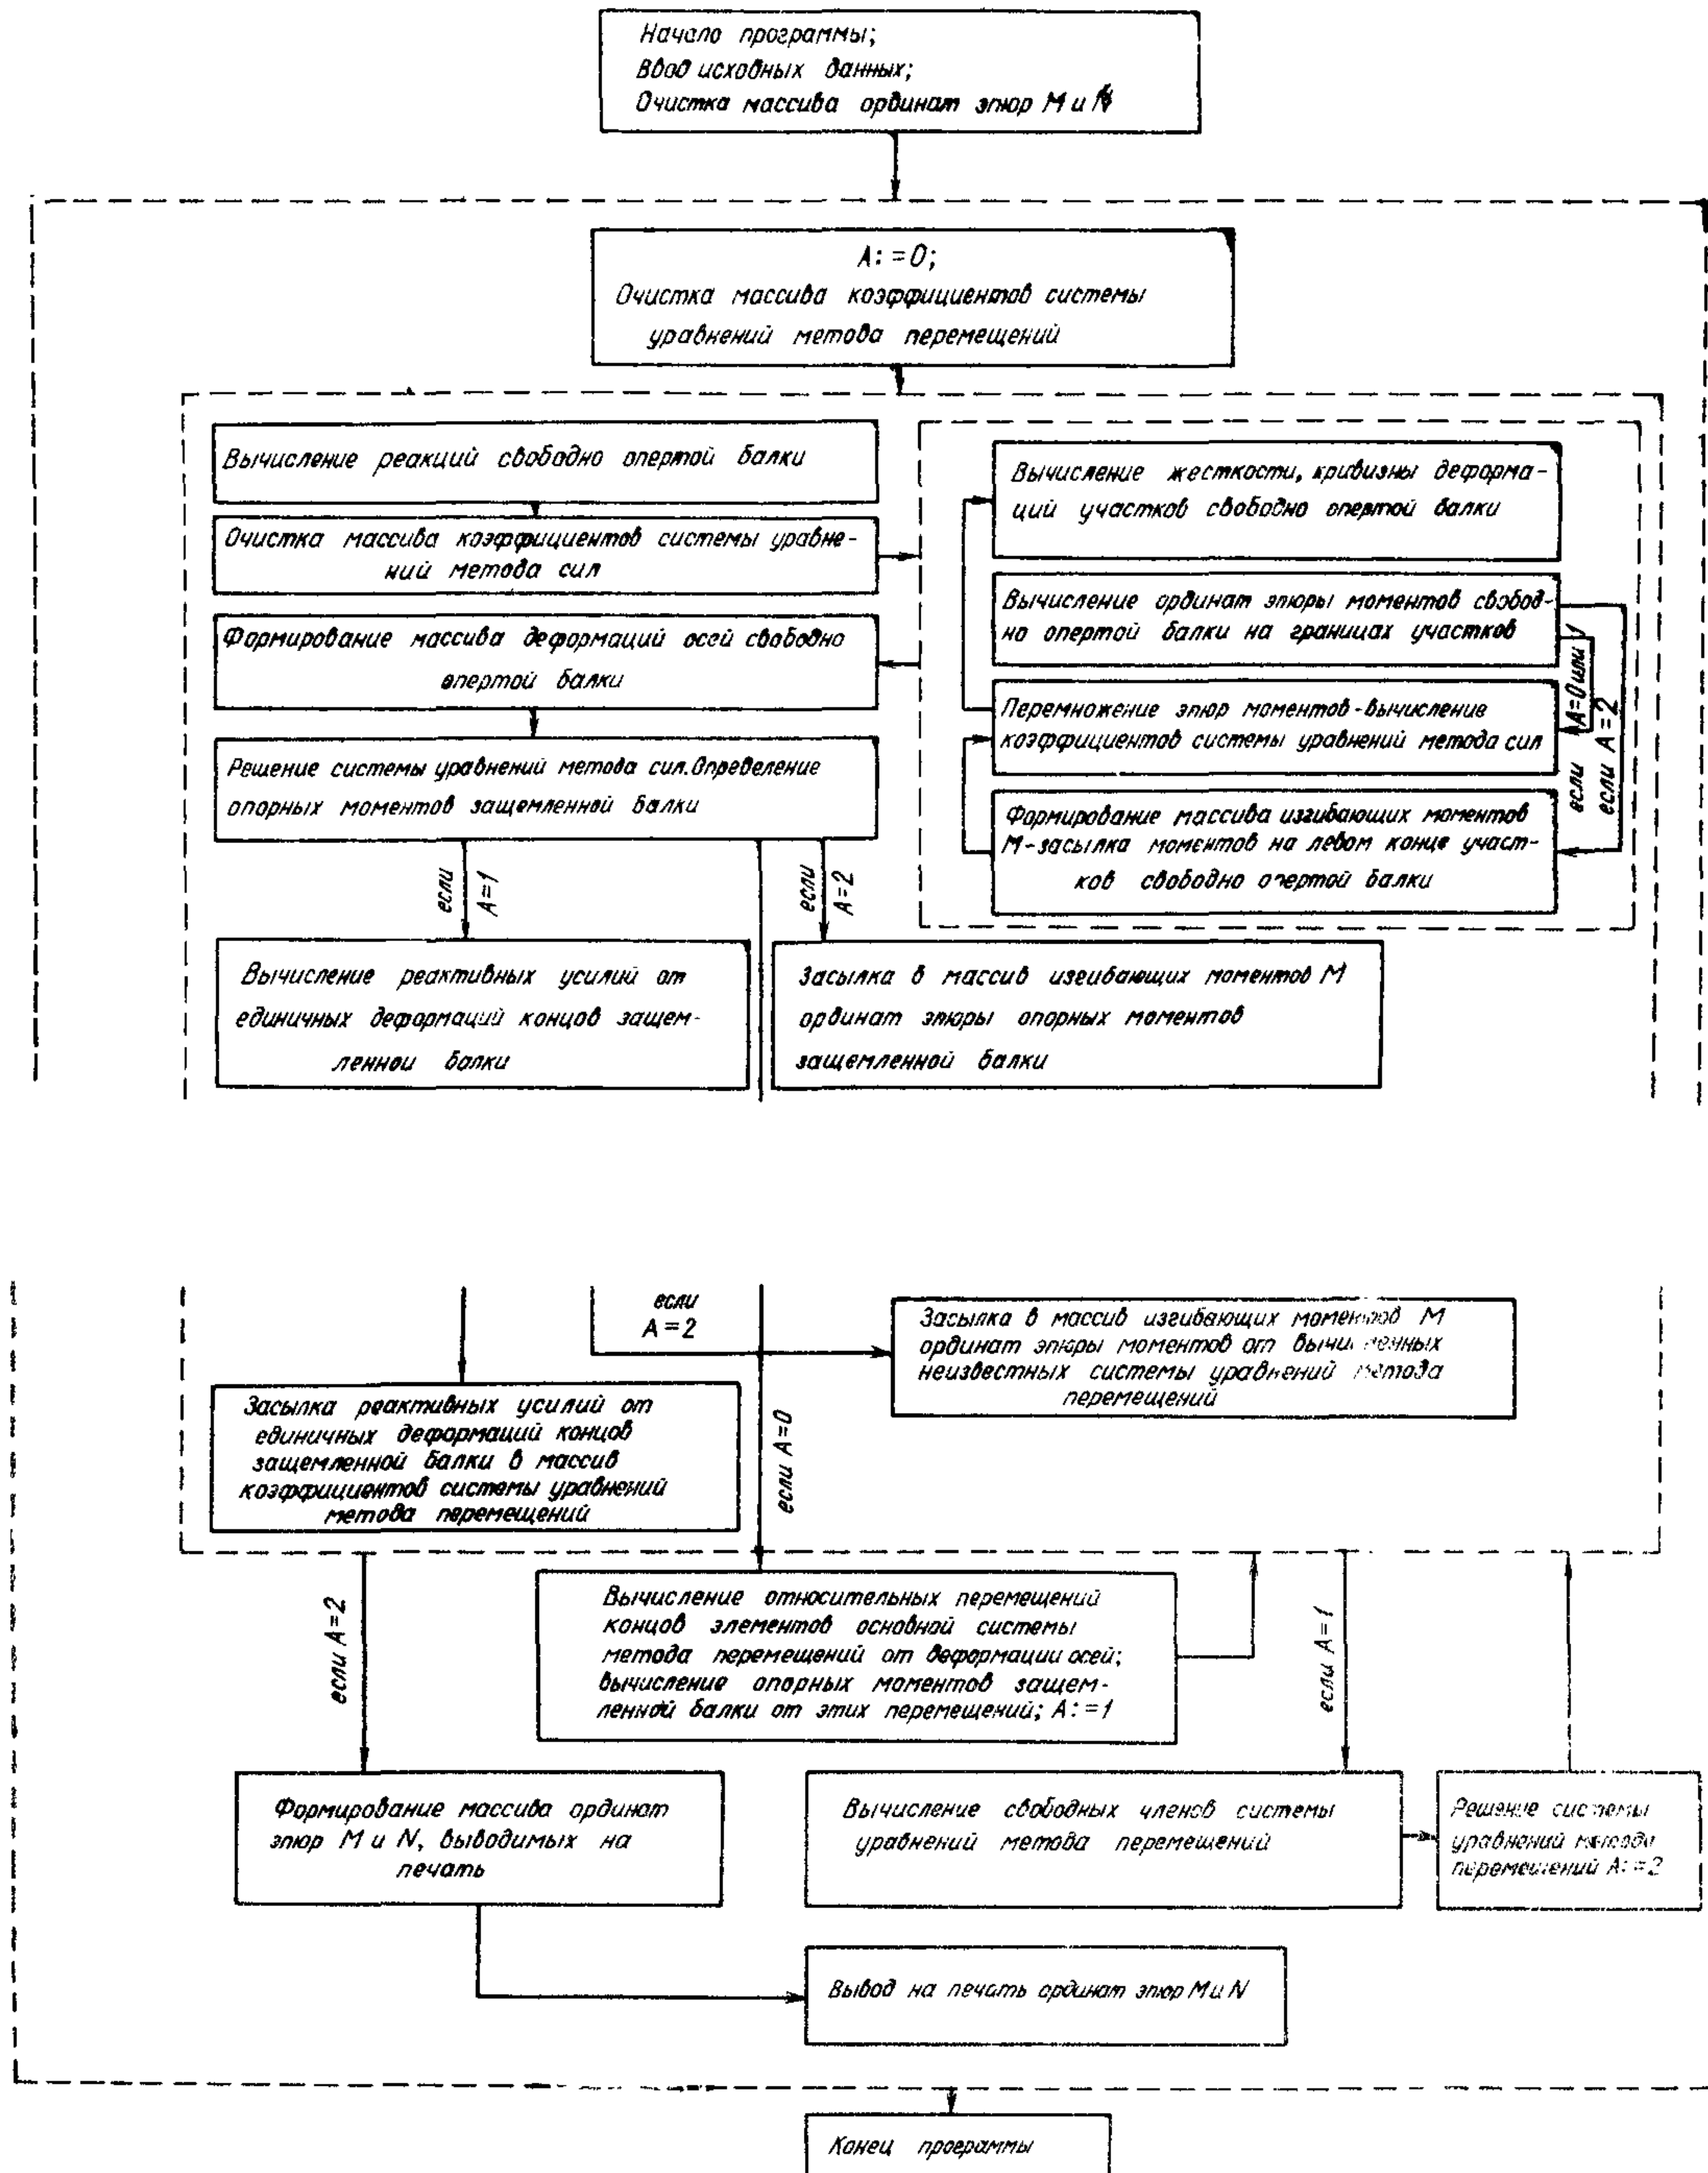 Начало программы;
Ввод исходных данных;
Очистка массива ординат эпюр М и N
А:=0;
Очистка массива коэффициентов системы
уравнений метода перемещений
Вычисление реакций свободно опертой балки
Очистка массива коэффициентов системы уравне-
ний метода сил
Формирование массива деформаций осей свободно
опертой балки
Решение системы уравнений метода сил. Определение
опорных моментов защемленной балки
Вычисление жесткости, кривизны деформа-
ций участков свободно опертой балки
Вычисление ординат эпюры моментов свобод-
но опертой балки на границах участков
Перемножение эпюр моментов - вычисление
коэффициентов системы уравнений метода сил
Формирование массива изгибающих моментов
М - засылка моментов на левом конце участ-
ков свободно опертой балки
если А=0 или 1
если А=2
если
А=1
если
А=2
Вычисление реактивных усилий от
единичных деформаций концов защем-
ленной балки
Засылка в массив изгибающих моментов М
ординат эпюры опорных моментов
защемленной балки
если
А=2
Засылка в массив изгибающих моментов М
ординат эпюры моментов от вычисленных
неизвестных системы уравнений метода
перемещений
Засылка реактивных усилий от
единичных деформаций концов
защемленной балки в массив
коэффициентов системы уравнений
метода перемещений
если А=0
если А=2
Вычисление относительных перемещений
концов элементов основной системы
метода перемещений от деформации осей;
вычисление опорных моментов защем-
ленной балки от этих перемещений; А:=1
если А=1
Формирование массива ординат
эпюр М и N, выводимых на
печать
Вычисление свободных членов системы
уравнений метода перемещений
Решение системы
уравнений метода
перемещений А:=2
Вывод на печать ординат эпюр М и N
Конец программы